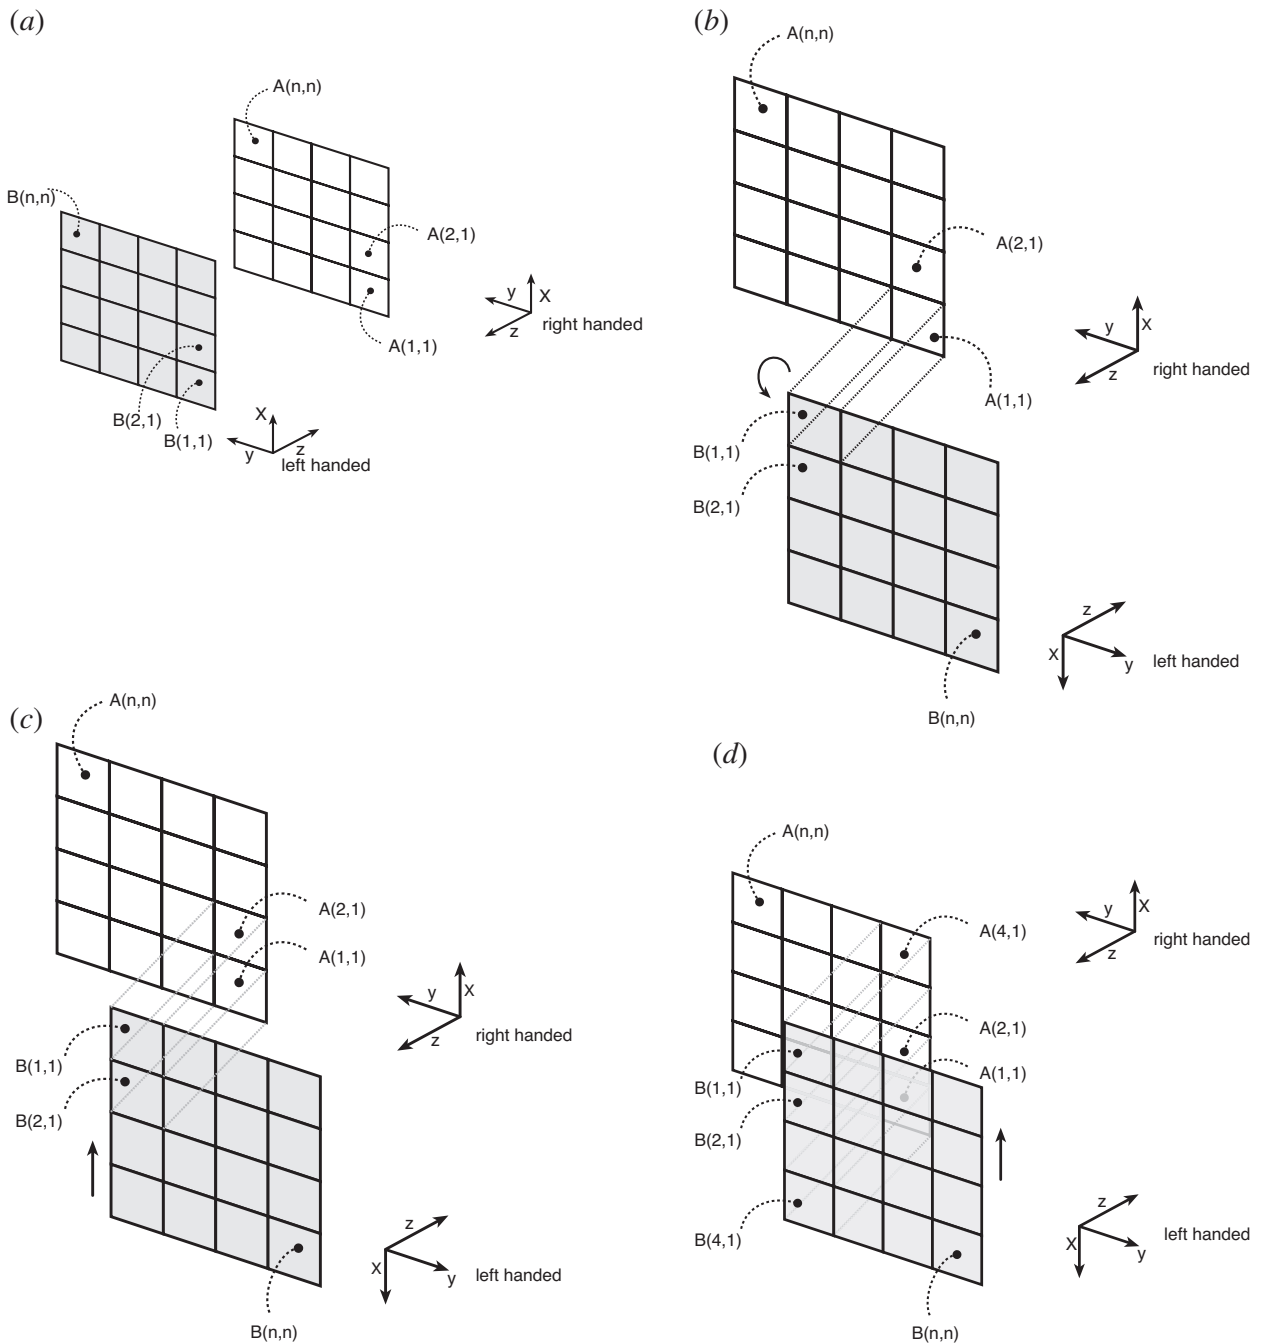 (a)
A(n,n)
B(n,n)
A(2,1)
y
X
z
right handed
A(1,1)
B(2,1)
B(1,1)
X
y
z
left handed
(b)
A(n,n)
A(2,1)
X
y
z
right handed
A(1,1)
B(1,1)
B(2,1)
z
X
y
left handed
B(n,n)
(c)
A(n,n)
A(2,1)
A(1,1)
y
X
z
right handed
B(1,1)
B(2,1)
z
X
y
left handed
B(n,n)
(d)
A(n,n)
A(4,1)
y
X
z
right handed
A(2,1)
A(1,1)
B(1,1)
B(2,1)
B(4,1)
z
X
y
left handed
B(n,n)